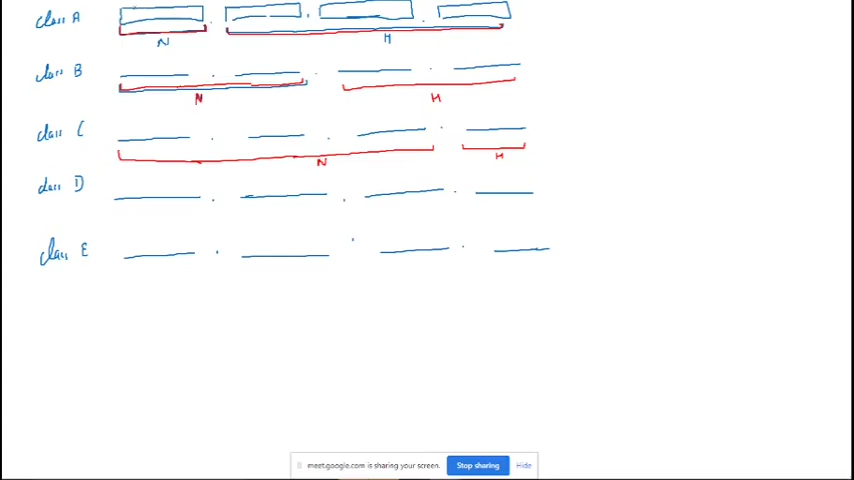 class A
N H
class B
N H
class C
N H
class D
class E
meet.google.com is sharing your screen. Stop sharing Hide